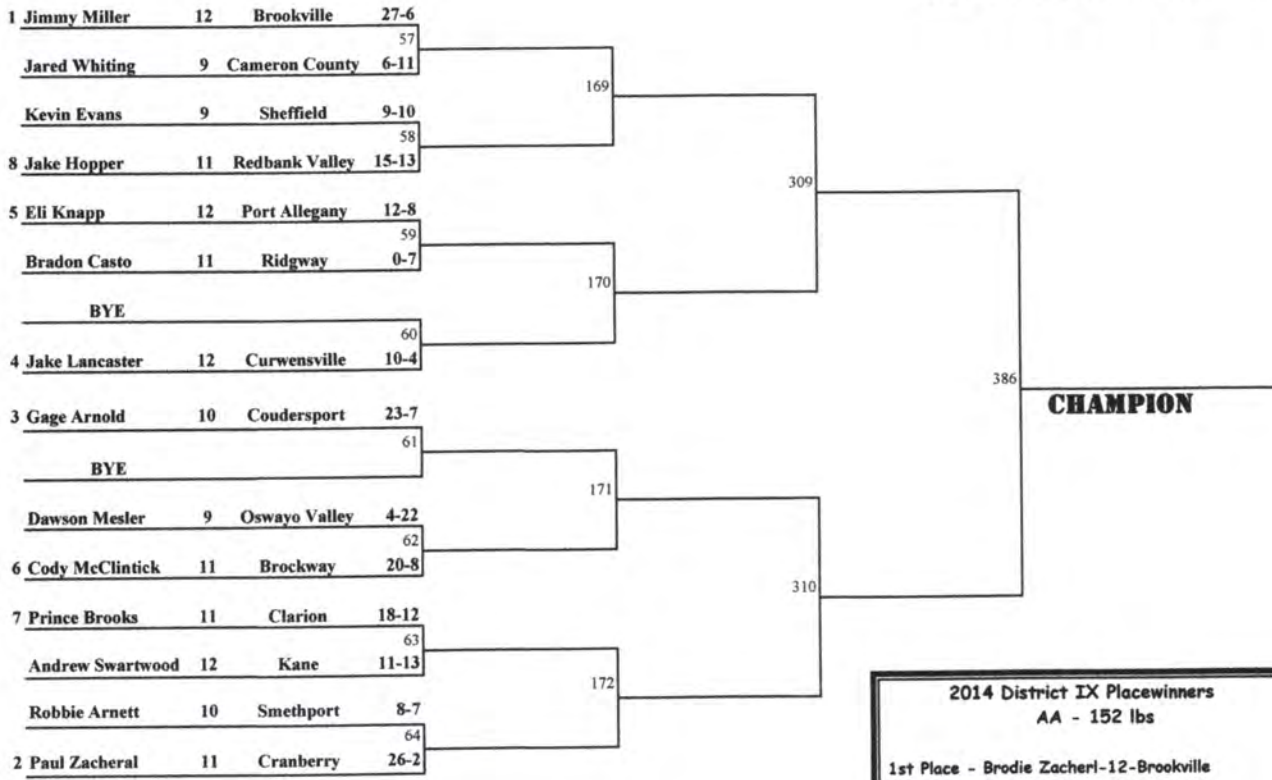 1 Jimmy Miller 12 Brookville 27-6
57
Jared Whiting 9 Cameron County 6-11
169
Kevin Evans 9 Sheffield 9-10
58
8 Jake Hopper 11 Redbank Valley 15-13
309
5 Eli Knapp 12 Port Allegany 12-8
59
Bradon Casto 11 Ridgway 0-7
170
BYE
60
4 Jake Lancaster 12 Curwensville 10-4
386
CHAMPION
3 Gage Arnold 10 Coudersport 23-7
61
BYE
171
Dawson Mesler 9 Oswayo Valley 4-22
62
6 Cody McClintick 11 Brockway 20-8
310
7 Prince Brooks 11 Clarion 18-12
63
Andrew Swartwood 12 Kane 11-13
172
Robbie Arnett 10 Smethport 8-7
64
2 Paul Zacheral 11 Cranberry 26-2
2014 District IX Placewinners
AA - 152 lbs
1st Place - Brodie Zacherl-12-Brookville